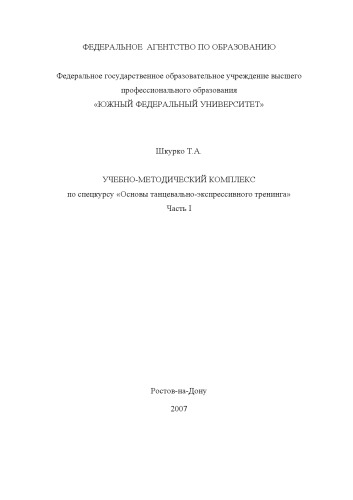 ФЕДЕРАЛЬНОЕ АГЕНТСТВО ПО ОБРАЗОВАНИЮ
Федеральное государственное образовательное учреждение высшего
профессионального образования
«ЮЖНЫЙ ФЕДЕРАЛЬНЫЙ УНИВЕРСИТЕТ»
Шкурко Т.А.
УЧЕБНО-МЕТОДИЧЕСКИЙ КОМПЛЕКС
по спецкурсу «Основы танцевально-экспрессивного тренинга»
Часть I
Ростов-на-Дону
2007